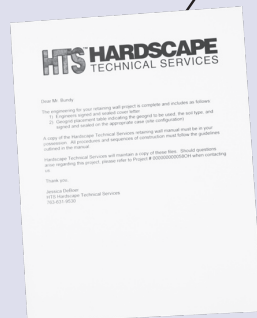 HTS HARDSCAPE
TECHNICAL SERVICES
Dear Mr. Bundy
The engineering for your retaining wall project is complete and includes as follows:
1) Engineers signed and sealed cover letter
2) Geogrid placement table indicating the geogrid to be used, the soil type, and
signed and sealed on the appropriate case (site configuration)
A copy of the Hardscape Technical Services retaining wall manual must be in your
possession. All procedures and sequences of construction must follow the guidelines
outlined in the manual.
Hardscape Technical Services will maintain a copy of these files. Should questions
arise regarding this project, please refer to Project # when contacting
us.
Thank you,
Jessica
HTS Hardscape Technical Services